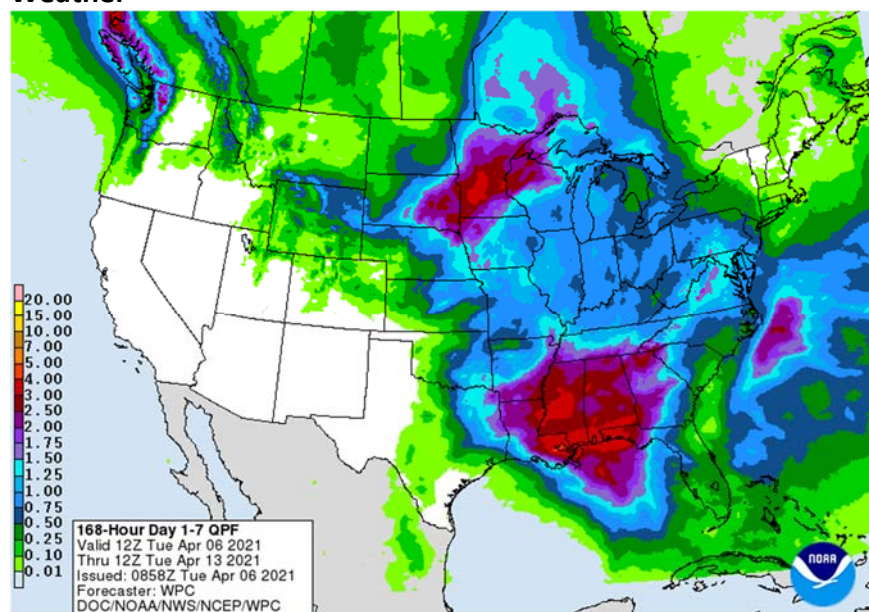 Weather
20.00
15.00
10.00
7.00
5.00
4.00
3.00
2.50
2.00
1.75
1.50
1.25
1.00
0.75
0.50
0.25
0.10
0.01
168-Hour Day 1-7 QPF
Valid 12Z Tue Apr 06 2021
Thru 12Z Tue Apr 13 2021
Issued: 0858Z Tue Apr 06 2021
Forecaster: WPC
DOC/NOAA/NWS/NCEP/WPC
NOAA